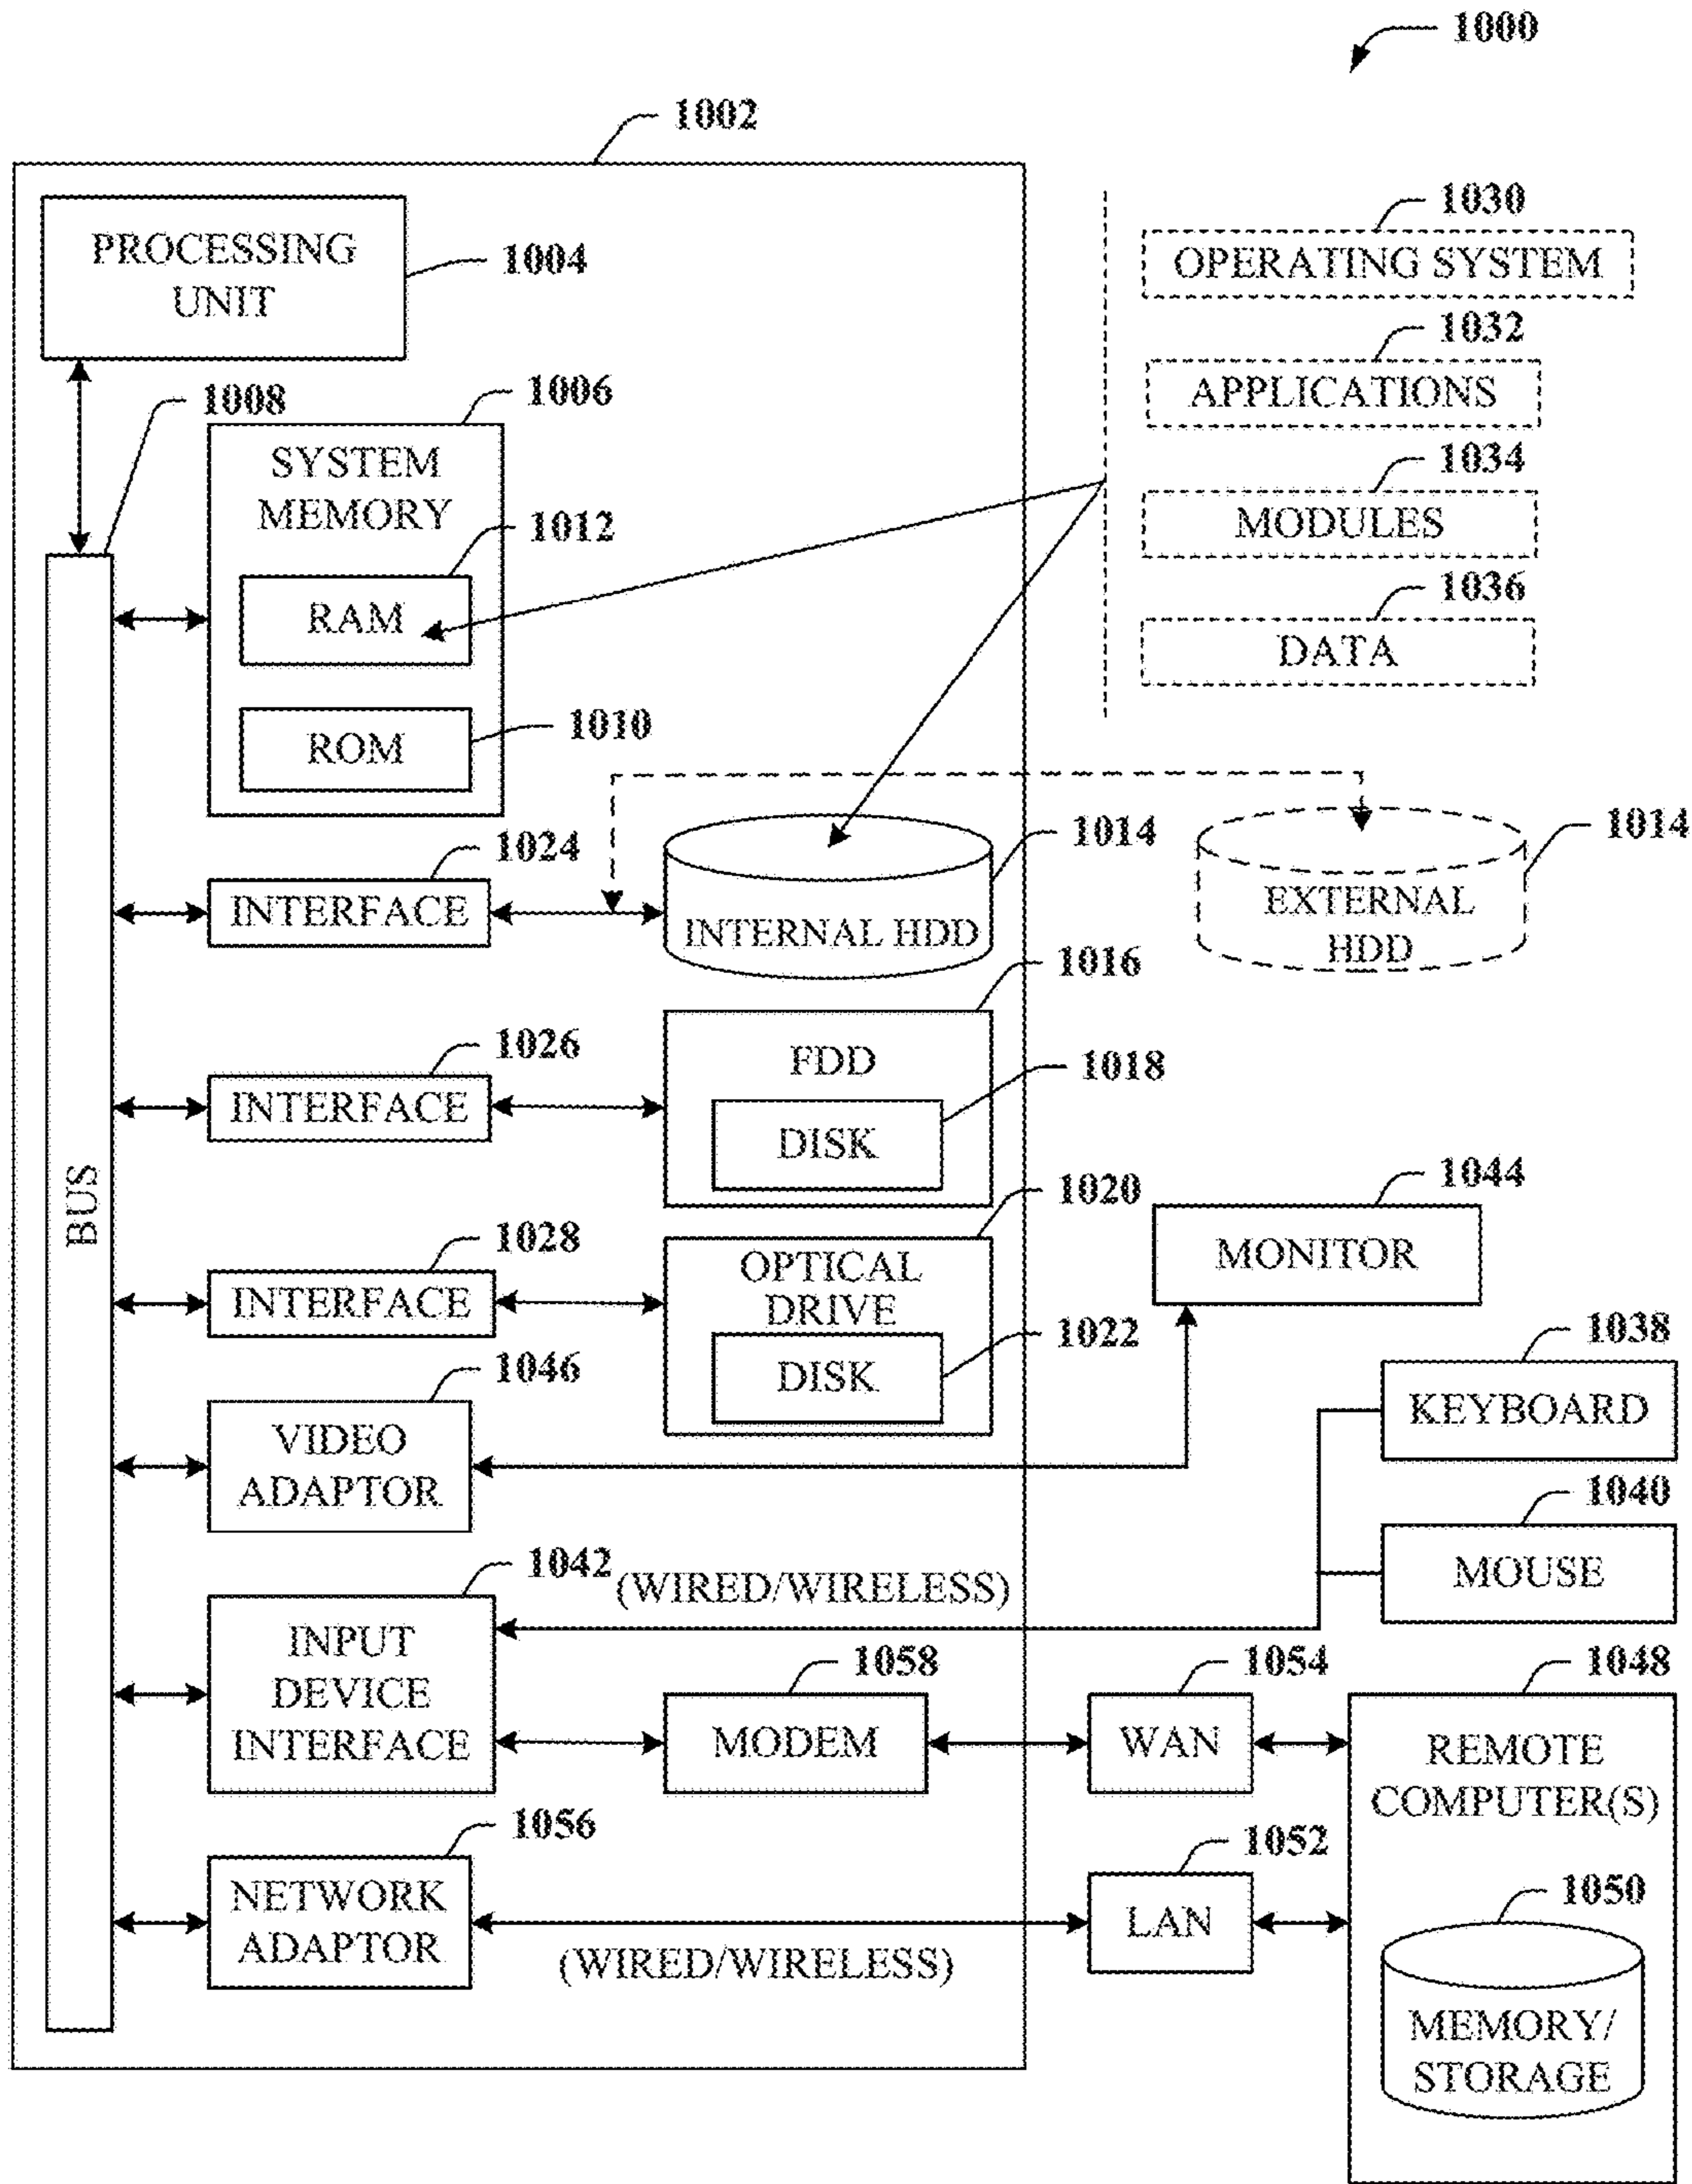 1000
1002
PROCESSING
UNIT
1004
1030
OPERATING SYSTEM
1032
APPLICATIONS
1034
MODULES
1036
DATA
1008
1006
SYSTEM
MEMORY
1012
RAM
1010
ROM
1024
INTERFACE
1014
INTERNAL HDD
1014
EXTERNAL
HDD
1026
INTERFACE
1016
FDD
1018
DISK
BUS
1028
INTERFACE
1020
OPTICAL
DRIVE
1022
DISK
1044
MONITOR
1046
VIDEO
ADAPTOR
1038
KEYBOARD
1040
MOUSE
1042
(WIRED/WIRELESS)
INPUT
DEVICE
INTERFACE
1058
MODEM
1054
WAN
1048
REMOTE
COMPUTER(S)
1056
NETWORK
ADAPTOR
(WIRED/WIRELESS)
1052
LAN
1050
MEMORY/
STORAGE